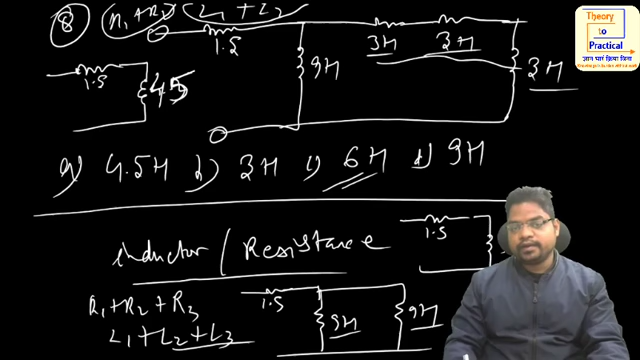 8 R1+R2 L1+L2
1.5
3H 3H
9H
3H
1.5
4.5
a) 4.5H b) 3H c) 6H d) 9H
inductor / Resistance
1.5
R1+R2+R3
L1+L2+L3
1.5
9H 9H
Theory
to
Practical
ज्ञान भारं क्रिया विना